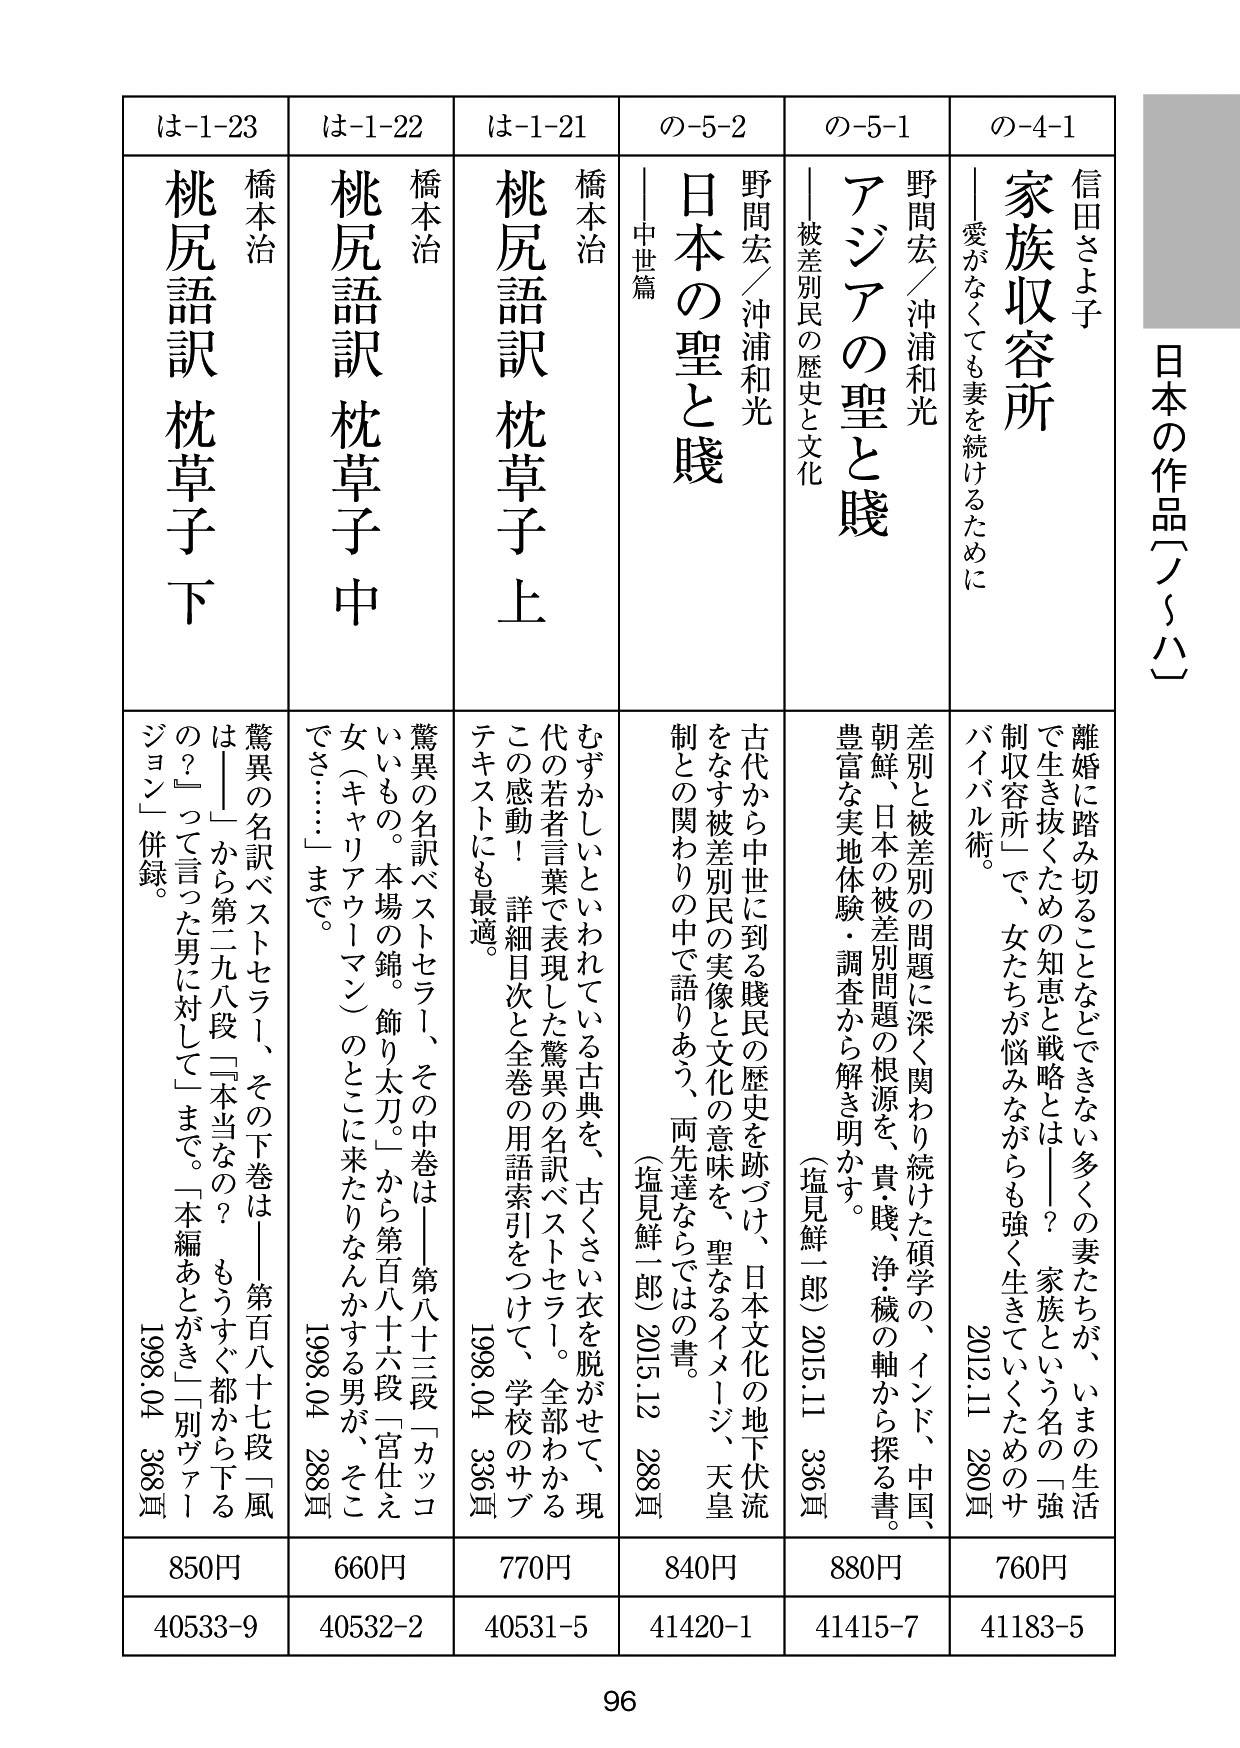 日本の作品〔ノ〜ハ〕
の-4-1
信田さよ子
家族収容所
――愛がなくても妻を続けるために
離婚に踏み切ることなどできない多くの妻たちが、いまの生活
で生き抜くための知恵と戦略とは――？　家族という名の「強
制収容所」で、女たちが悩みながらも強く生きていくためのサ
バイバル術。
2012.11　280頁
760円
41183-5
の-5-1
野間宏／沖浦和光
アジアの聖と賤
――被差別民の歴史と文化
差別と被差別の問題に深く関わり続けた碩学の、インド、中国、
朝鮮、日本の被差別問題の根源を、貴・賤、浄・穢の軸から探る書。
豊富な実地体験・調査から解き明かす。
（塩見鮮一郎）2015.11　336頁
880円
41415-7
の-5-2
野間宏／沖浦和光
日本の聖と賤
――中世篇
古代から中世に到る賤民の歴史を跡づけ、日本文化の地下伏流
をなす被差別民の実像と文化の意味を、聖なるイメージ、天皇
制との関わりの中で語りあう、両先達ならではの書。
（塩見鮮一郎）2015.12　288頁
840円
41420-1
は-1-21
橋本治
桃尻語訳 枕草子 上
むずかしいといわれている古典を、古くさい衣を脱がせて、現
代の若者言葉で表現した驚異の名訳ベストセラー。全部わかる
この感動！　詳細目次と全巻の用語索引をつけて、学校のサブ
テキストにも最適。
1998.04　336頁
770円
40531-5
は-1-22
橋本治
桃尻語訳 枕草子 中
驚異の名訳ベストセラー、その中巻は――第八十三段「カッコ
いいもの。本場の錦。飾り太刀。」から第百八十六段「宮仕え
女（キャリアウーマン）のとこに来たりなんかする男が、そこ
でさ……」まで。
1998.04　288頁
660円
40532-2
は-1-23
橋本治
桃尻語訳 枕草子 下
驚異の名訳ベストセラー、その下巻は――第百八十七段「風
は――」から第二九八段「『本当なの？　もうすぐ都から下る
の？』って言った男に対して」まで。「本編あとがき」「別ヴァー
ジョン」併録。
1998.04　368頁
850円
40533-9
96